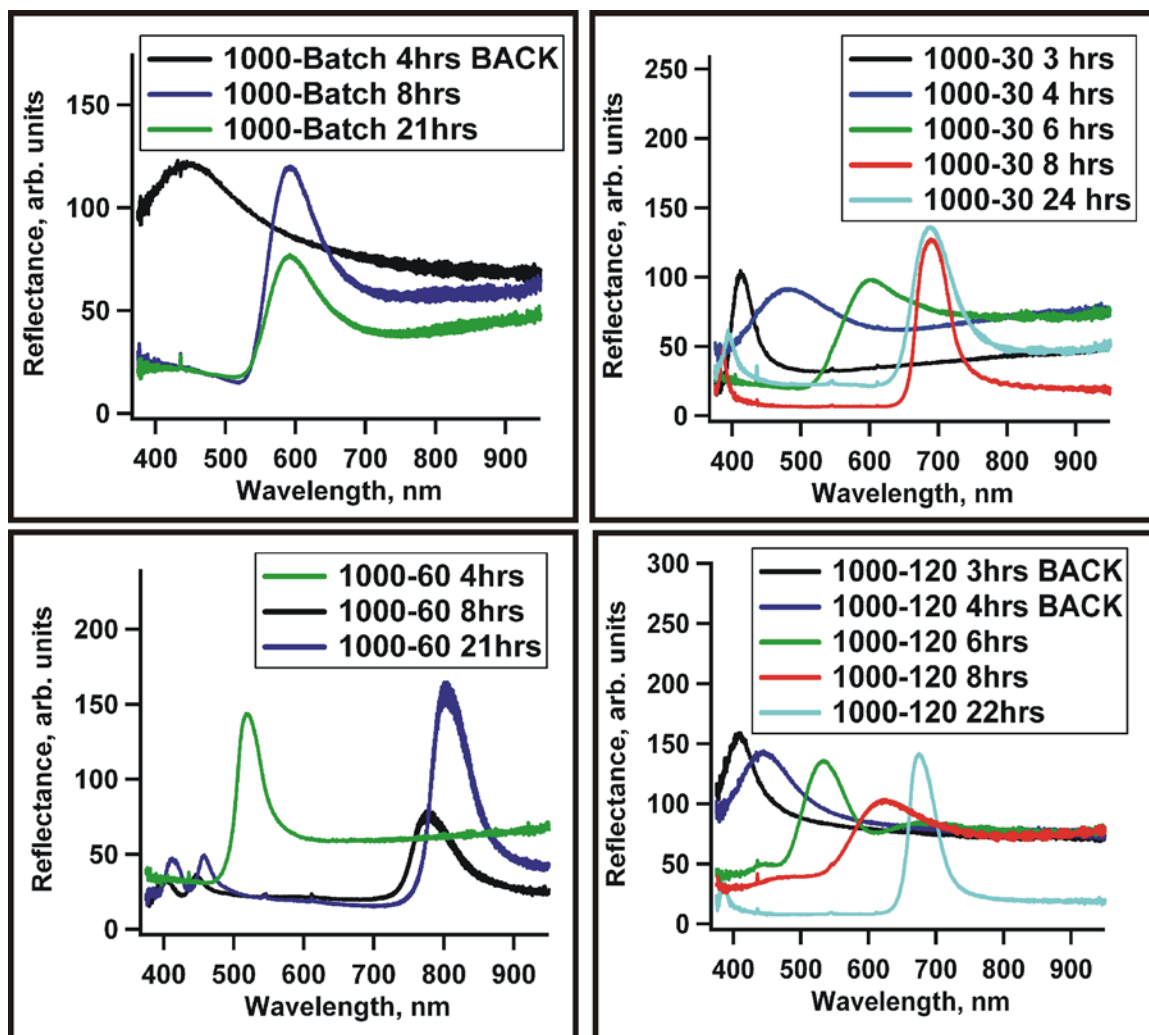 1000-Batch 4hrs BACK
1000-Batch 8hrs
1000-Batch 21hrs
Reflectance, arb. units
150
100
50
0
400 500 600 700 800 900
Wavelength, nm
1000-30 3 hrs
1000-30 4 hrs
1000-30 6 hrs
1000-30 8 hrs
1000-30 24 hrs
Reflectance, arb. units
250
200
150
100
50
0
400 500 600 700 800 900
Wavelength, nm
1000-60 4hrs
1000-60 8hrs
1000-60 21hrs
Reflectance, arb. units
200
150
100
50
0
400 500 600 700 800 900
Wavelength, nm
1000-120 3hrs BACK
1000-120 4hrs BACK
1000-120 6hrs
1000-120 8hrs
1000-120 22hrs
Reflectance, arb. units
300
250
200
150
100
50
0
400 500 600 700 800 900
Wavelength, nm